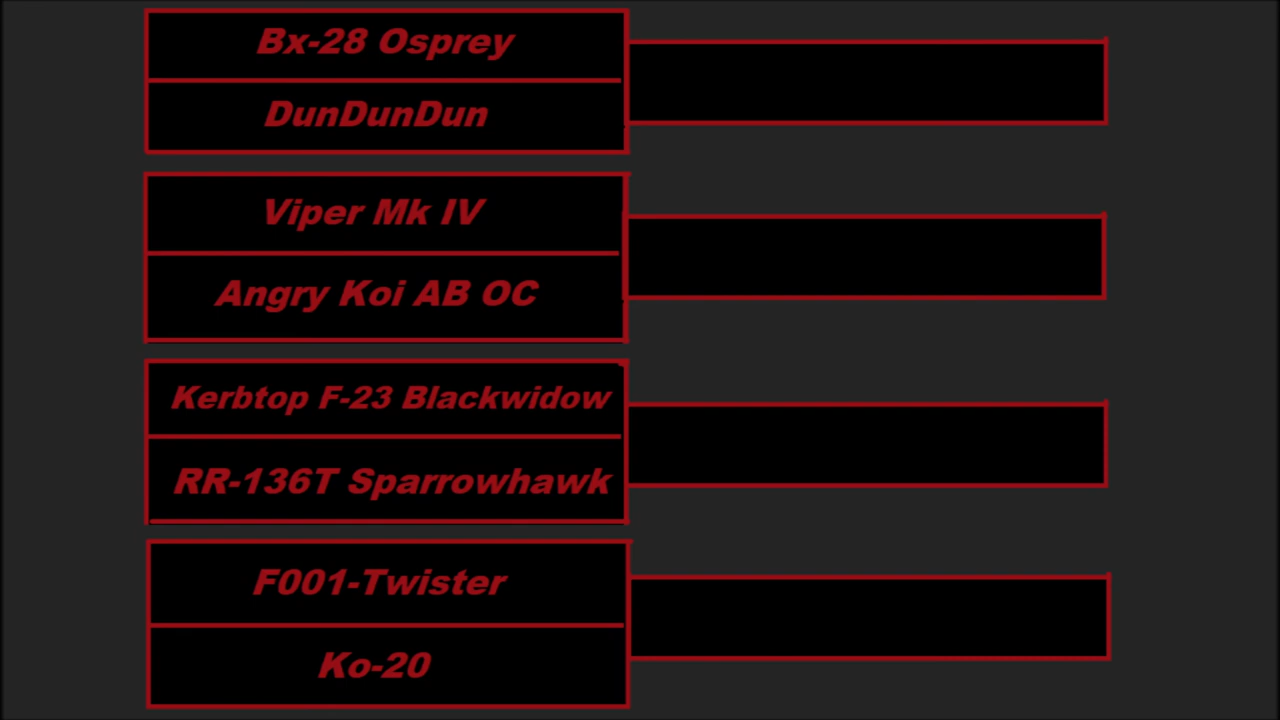 Bx-28 Osprey
DunDunDun
Viper Mk IV
Angry Koi AB OC
Kerbtop F-23 Blackwidow
RR-136T Sparrowhawk
F001-Twister
Ko-20